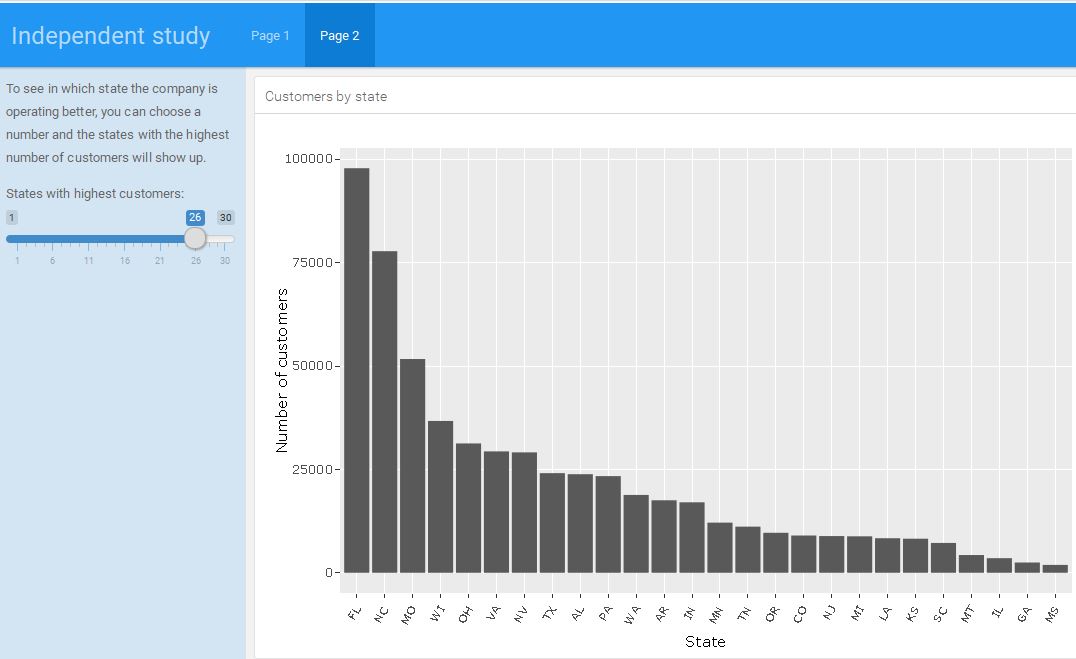 Independent study
Page 1
Page 2
To see in which state the company is
operating better, you can choose a
number and the states with the highest
number of customers will show up.
States with highest customers:
1 26 30
1 6 11 16 21 26 30
Customers by state
Number of customers
100000
75000
50000
25000
0
FL NC MO WI OH VA NV TX AL PA WA AR IN MN TN OR CO NJ MI LA KS SC MT IL GA MS
State